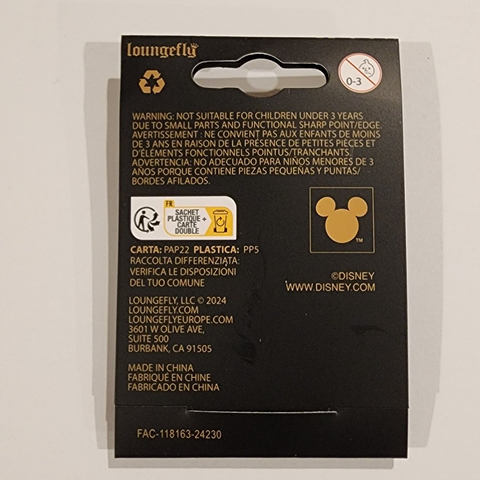 loungefly
0-3
WARNING: NOT SUITABLE FOR CHILDREN UNDER 3 YEARS
DUE TO SMALL PARTS AND FUNCTIONAL SHARP POINT/EDGE.
AVERTISSEMENT : NE CONVIENT PAS AUX ENFANTS DE MOINS
DE 3 ANS EN RAISON DE LA PRÉSENCE DE PETITES PIÈCES ET
D'ÉLÉMENTS FONCTIONNELS POINTUS/TRANCHANTS.
ADVERTENCIA: NO ADECUADO PARA NIÑOS MENORES DE 3
AÑOS PORQUE CONTIENE PIEZAS PEQUEÑAS Y PUNTAS/
BORDES AFILADOS.
FR
SACHET
PLASTIQUE +
CARTE
DOUBLE
CARTA: PAP22 PLASTICA: PP5
RACCOLTA DIFFERENZIATA:
VERIFICA LE DISPOSIZIONI
DEL TUO COMUNE
TM
©DISNEY
WWW.DISNEY.COM
LOUNGEFLY, LLC © 2024
LOUNGEFLY.COM
LOUNGEFLYEUROPE.COM
3601 W OLIVE AVE,
SUITE 500
BURBANK, CA 91505
MADE IN CHINA
FABRIQUÉ EN CHINE
FABRICADO EN CHINA
FAC-118163-24230